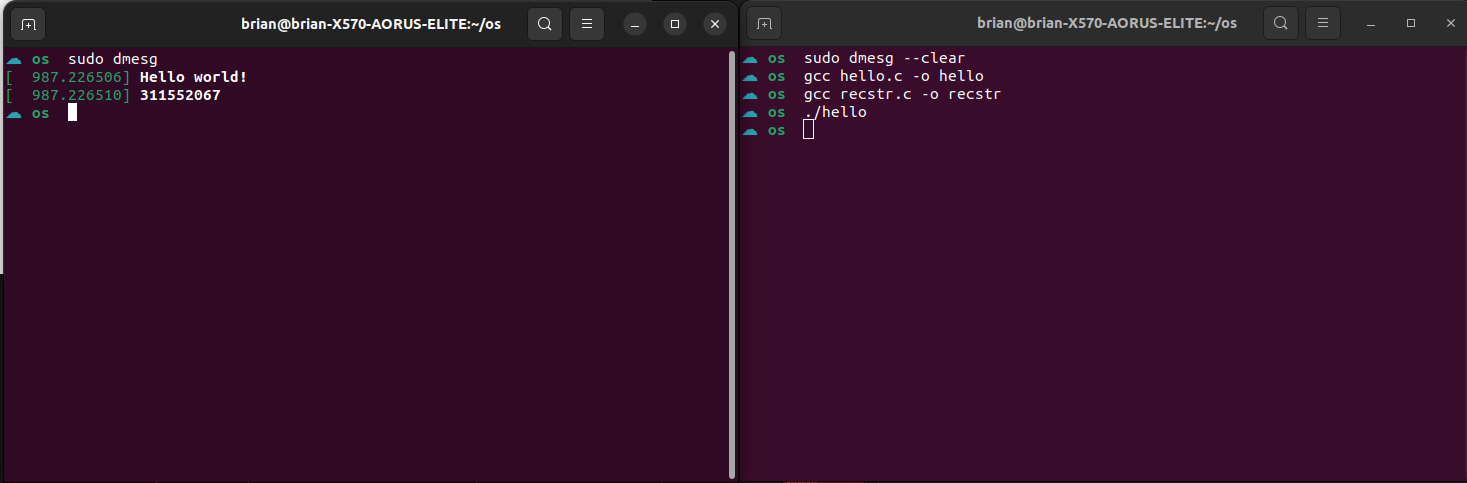 brian@brian-X570-AORUS-ELITE:~/os
os sudo dmesg
[  987.226506] Hello world!
[  987.226510] 311552067
os
brian@brian-X570-AORUS-ELITE:~/os
os sudo dmesg --clear
os gcc hello.c -o hello
os gcc recstr.c -o recstr
os ./hello
os